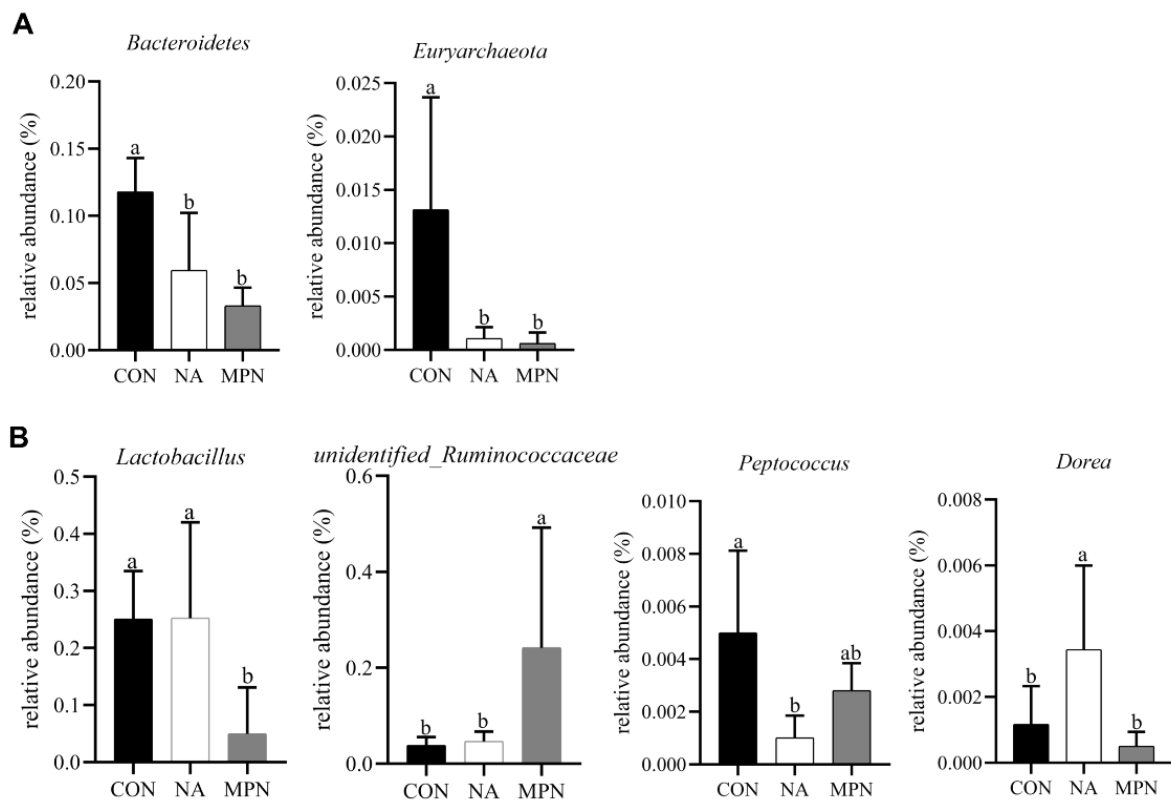 A
Bacteroidetes
relative abundance (%)
0.20
0.15
0.10
0.05
0.00
a
b
b
CON NA MPN
Euryarchaeota
relative abundance (%)
0.025
0.020
0.015
0.010
0.005
0.000
a
b
b
CON NA MPN
B
Lactobacillus
relative abundance (%)
0.5
0.4
0.3
0.2
0.1
0.0
a
a
b
CON NA MPN
unidentified_Ruminococcaceae
relative abundance (%)
0.6
0.4
0.2
0.0
b
b
a
CON NA MPN
Peptococcus
relative abundance (%)
0.010
0.008
0.006
0.004
0.002
0.000
a
b
ab
CON NA MPN
Dorea
relative abundance (%)
0.008
0.006
0.004
0.002
0.000
b
a
b
CON NA MPN